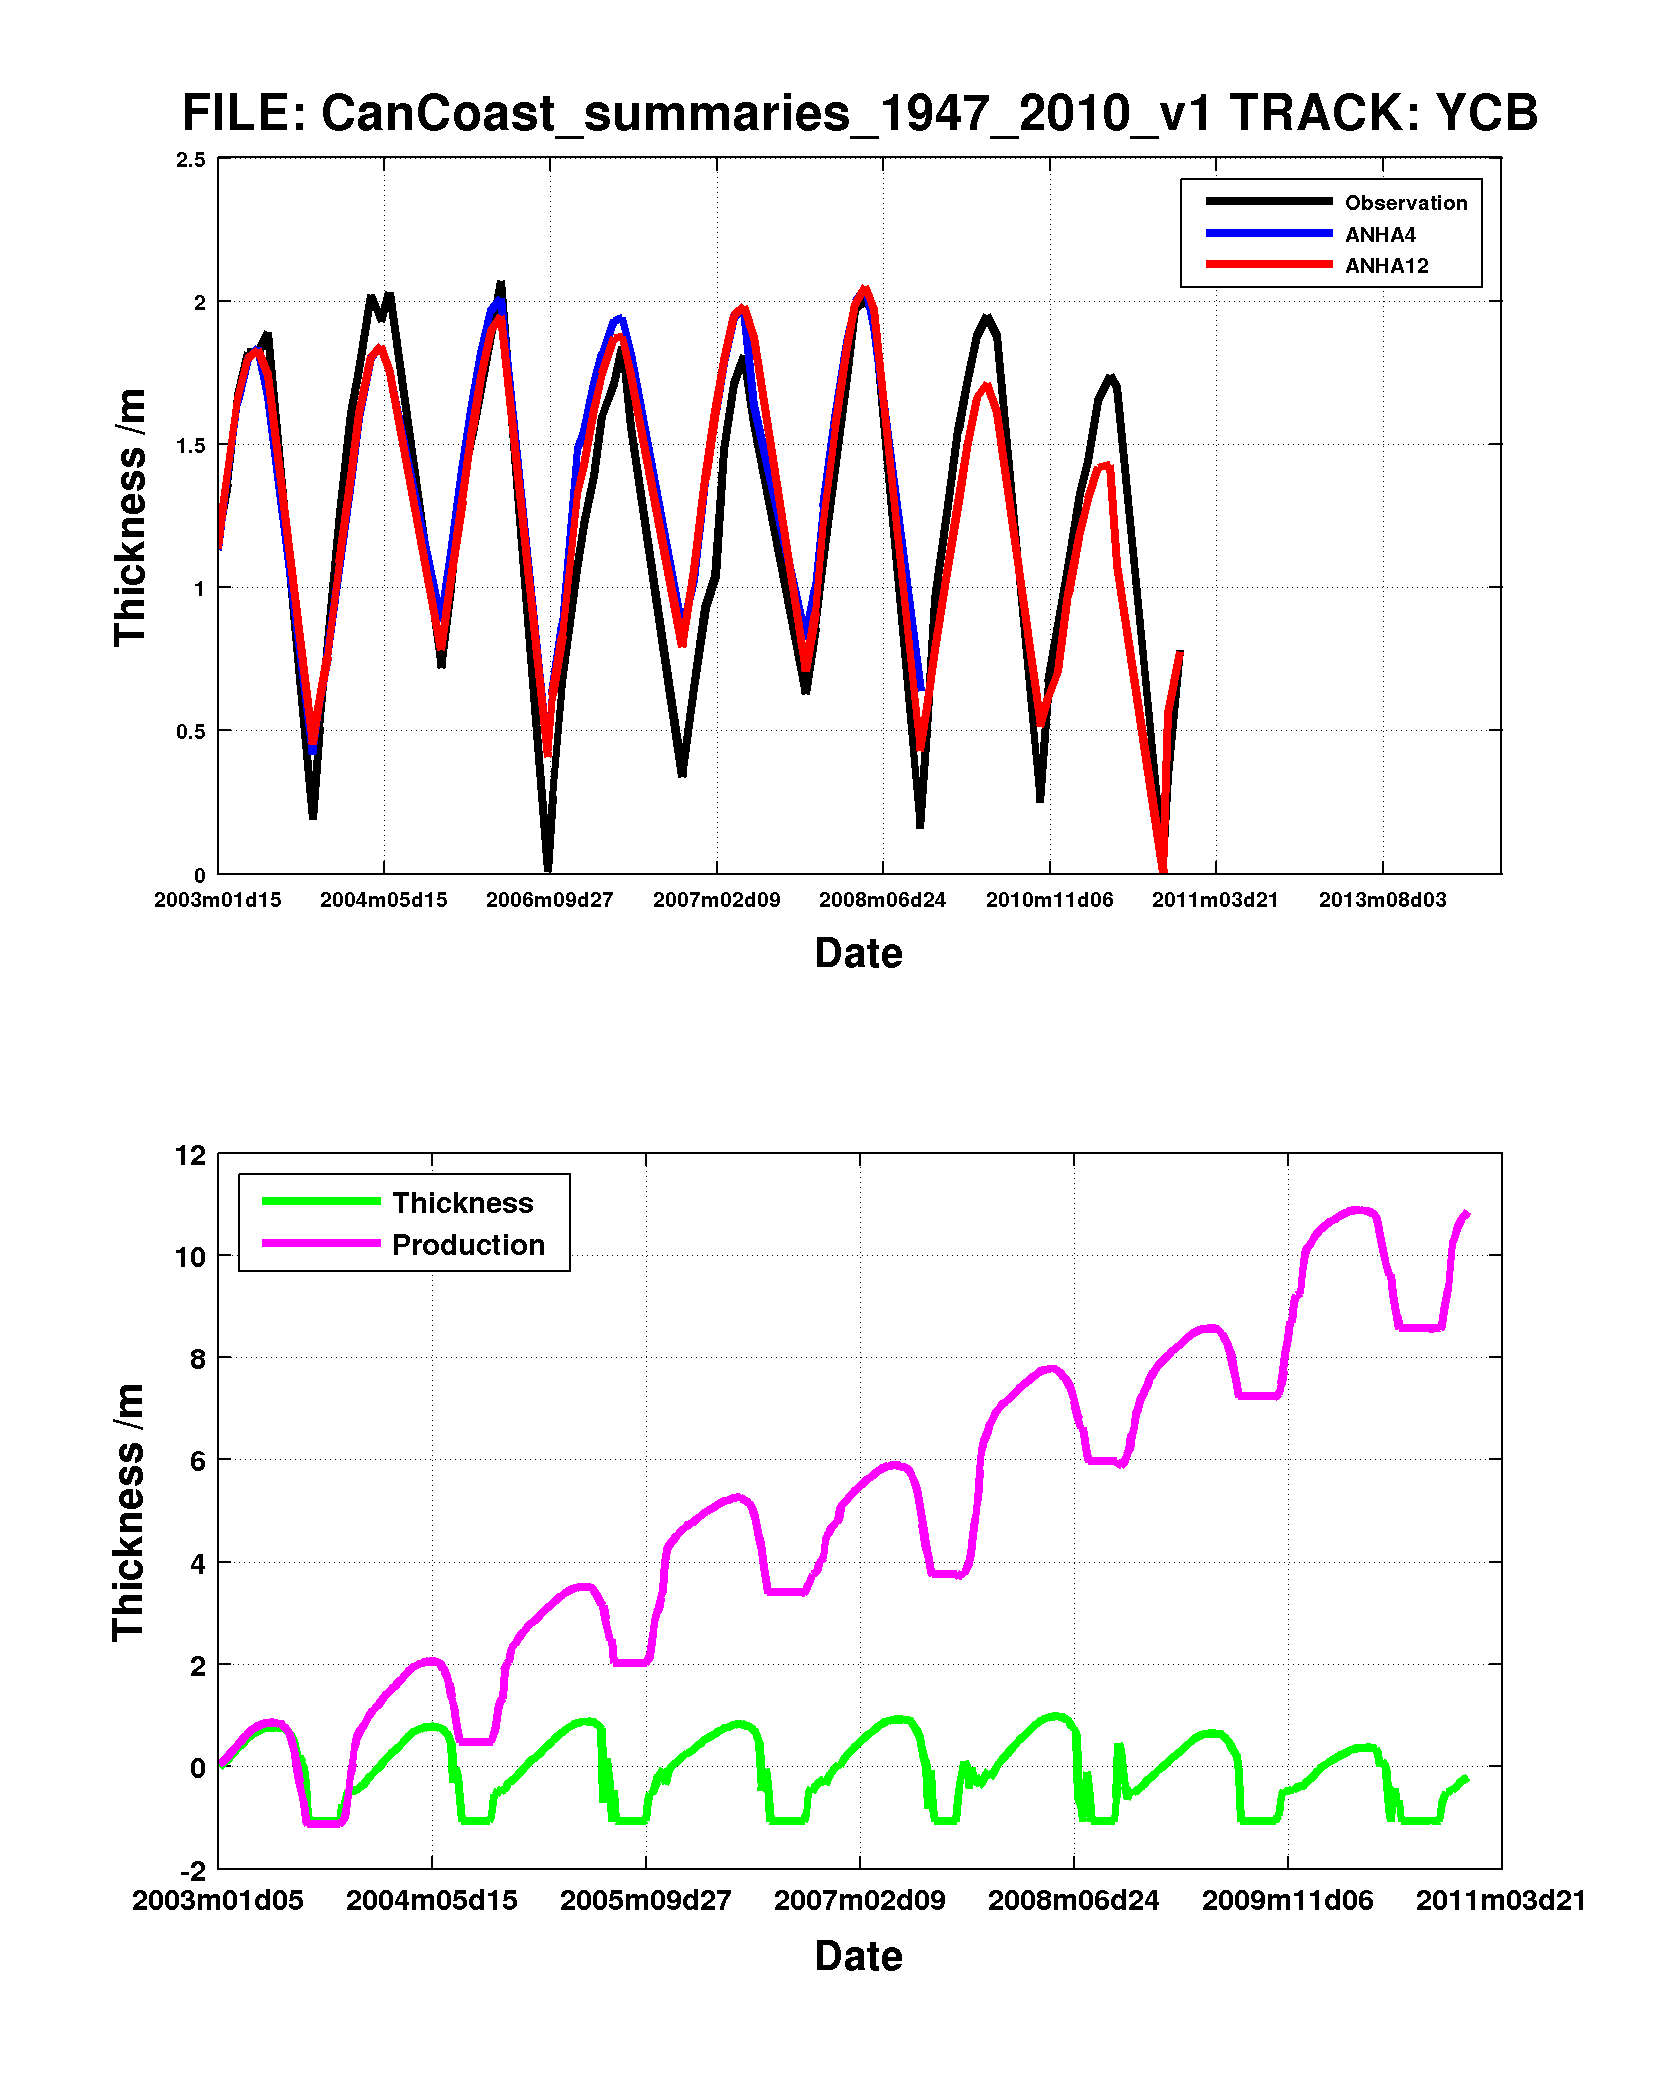 FILE: CanCoast_summaries_1947_2010_v1 TRACK: YCB
2.5
2
1.5
1
0.5
0
Thickness /m
Observation
ANHA4
ANHA12
2003m01d15 2004m05d15 2006m09d27 2007m02d09 2008m06d24 2010m11d06 2011m03d21 2013m08d03
Date
12
10
8
6
4
2
0
-2
Thickness /m
Thickness
Production
2003m01d05 2004m05d15 2005m09d27 2007m02d09 2008m06d24 2009m11d06 2011m03d21
Date